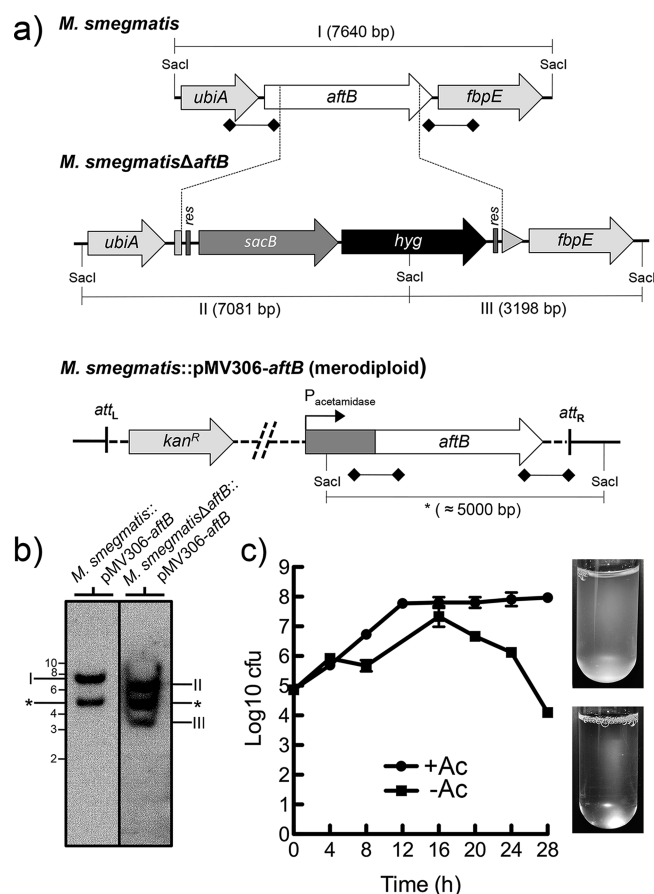 a)
M. smegmatis
I (7640 bp)
SacI
SacI
ubiA
aftB
fbpE
M. smegmatisΔaftB
res
res
ubiA
sacB
hyg
fbpE
SacI
SacI
SacI
II (7081 bp)
III (3198 bp)
M. smegmatis::pMV306-aftB (merodiploid)
Pacetamidase
attL
attR
kanR
aftB
SacI
SacI
* (≈5000 bp)
b)
M. smegmatis::
pMV306-aftB
M. smegmatisΔaftB::
pMV306-aftB
10
8
6
4
3
2
I
*
II
*
III
c)
Log10 cfu
9
8
7
6
5
4
3
2
1
0
+Ac
-Ac
0 4 8 12 16 20 24 28
Time (h)